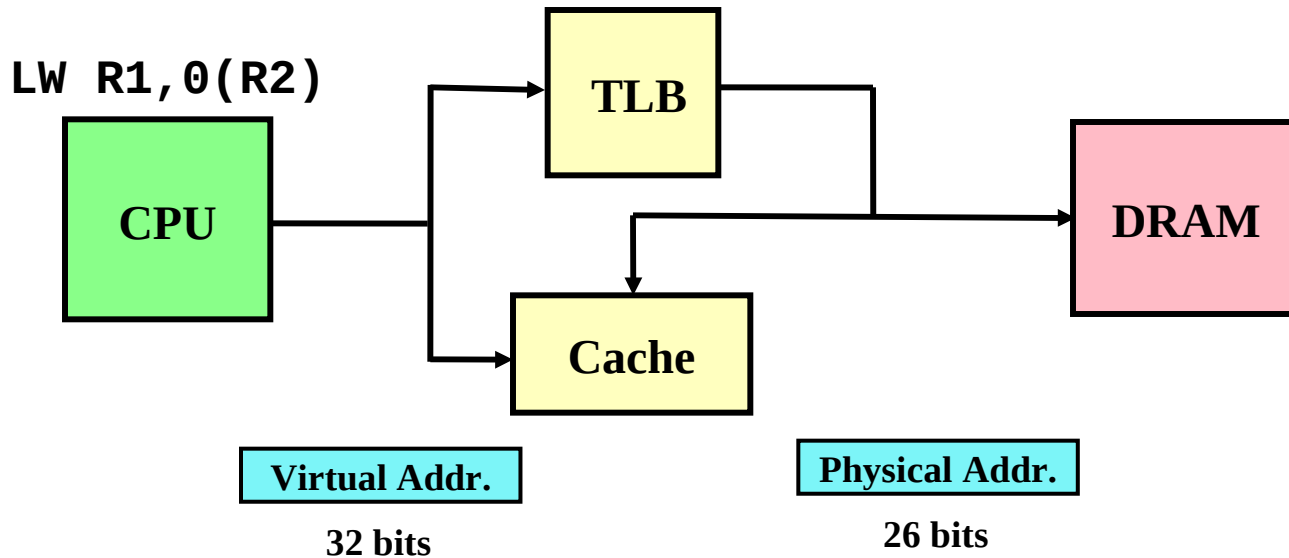 LW R1,0(R2)
TLB
CPU
DRAM
Cache
Virtual Addr.
Physical Addr.
32 bits
26 bits